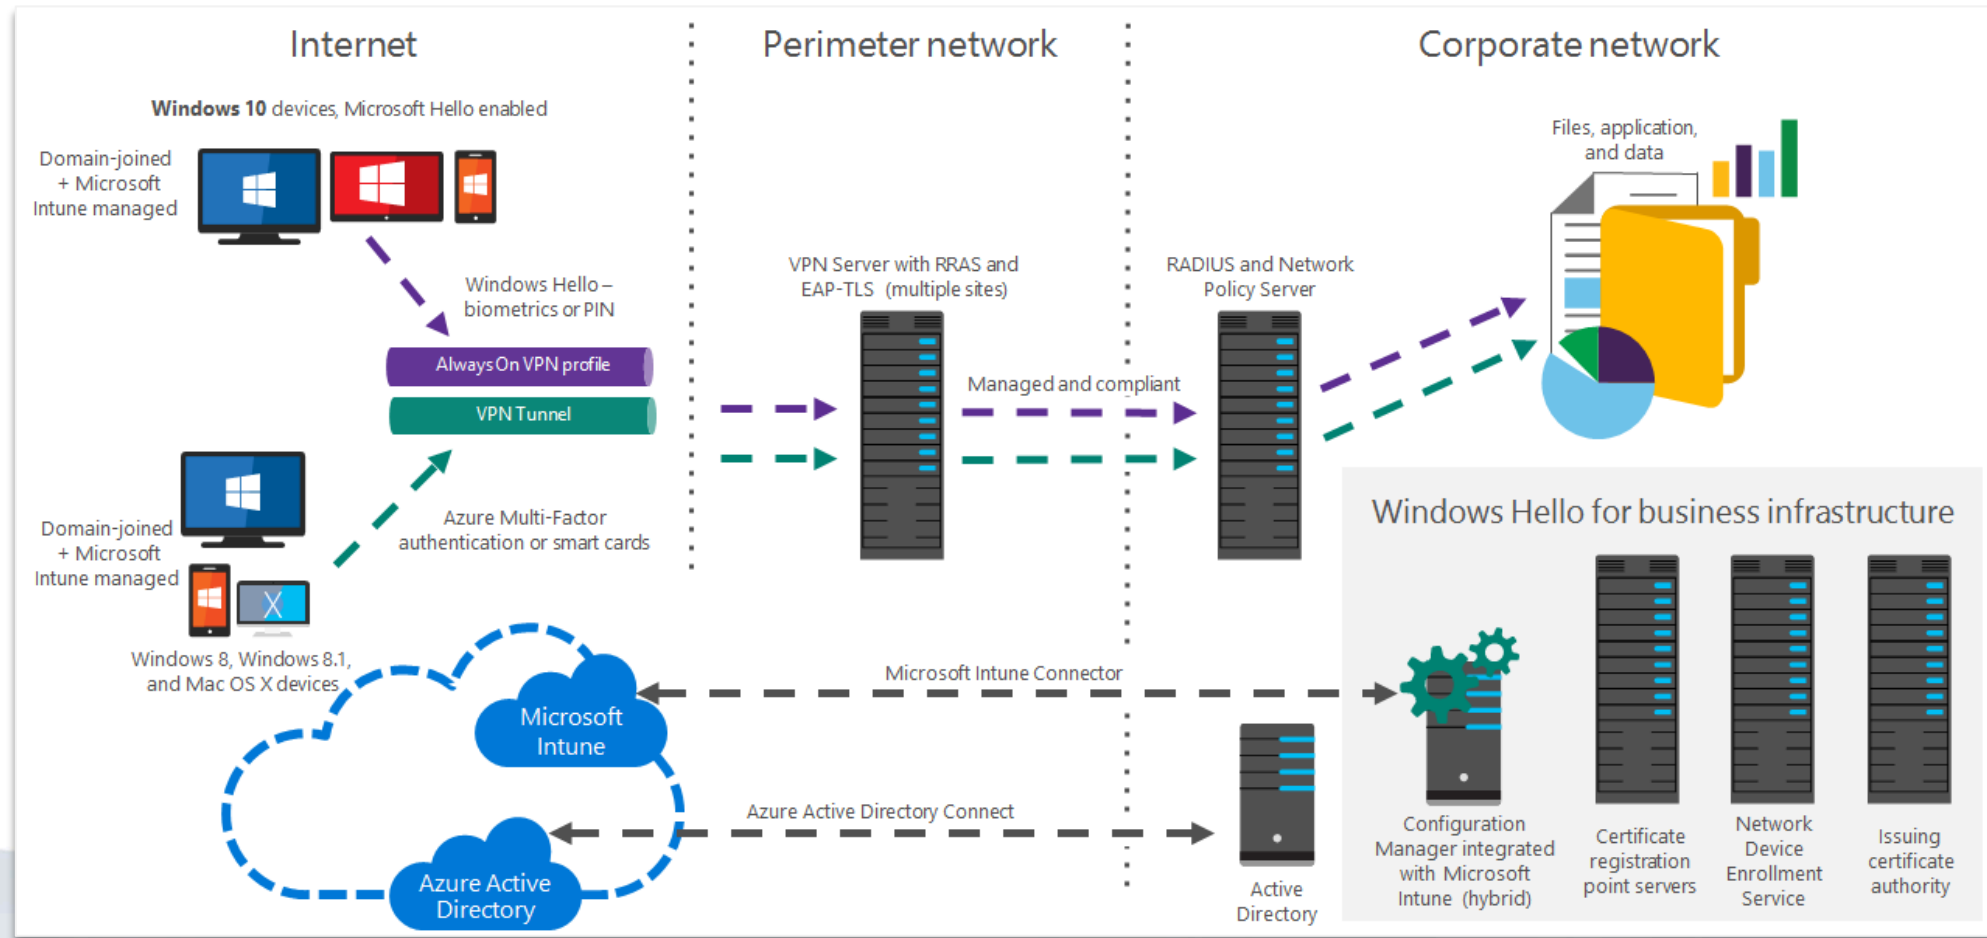 Internet
Perimeter network
Corporate network
Windows 10 devices, Microsoft Hello enabled
Domain-joined
+ Microsoft
Intune managed
Files, application,
and data
Windows Hello –
biometrics or PIN
VPN Server with RRAS and
EAP-TLS (multiple sites)
RADIUS and Network
Policy Server
Always On VPN profile
VPN Tunnel
Managed and compliant
Domain-joined
+ Microsoft
Intune managed
Azure Multi-Factor
authentication or smart cards
X
Windows 8, Windows 8.1,
and Mac OS X devices
Windows Hello for business infrastructure
Microsoft
Intune
Microsoft Intune Connector
Azure Active Directory Connect
Azure Active
Directory
Active
Directory
Configuration
Manager integrated
with Microsoft
Intune (hybrid)
Certificate
registration
point servers
Network
Device
Enrollment
Service
Issuing
certificate
authority